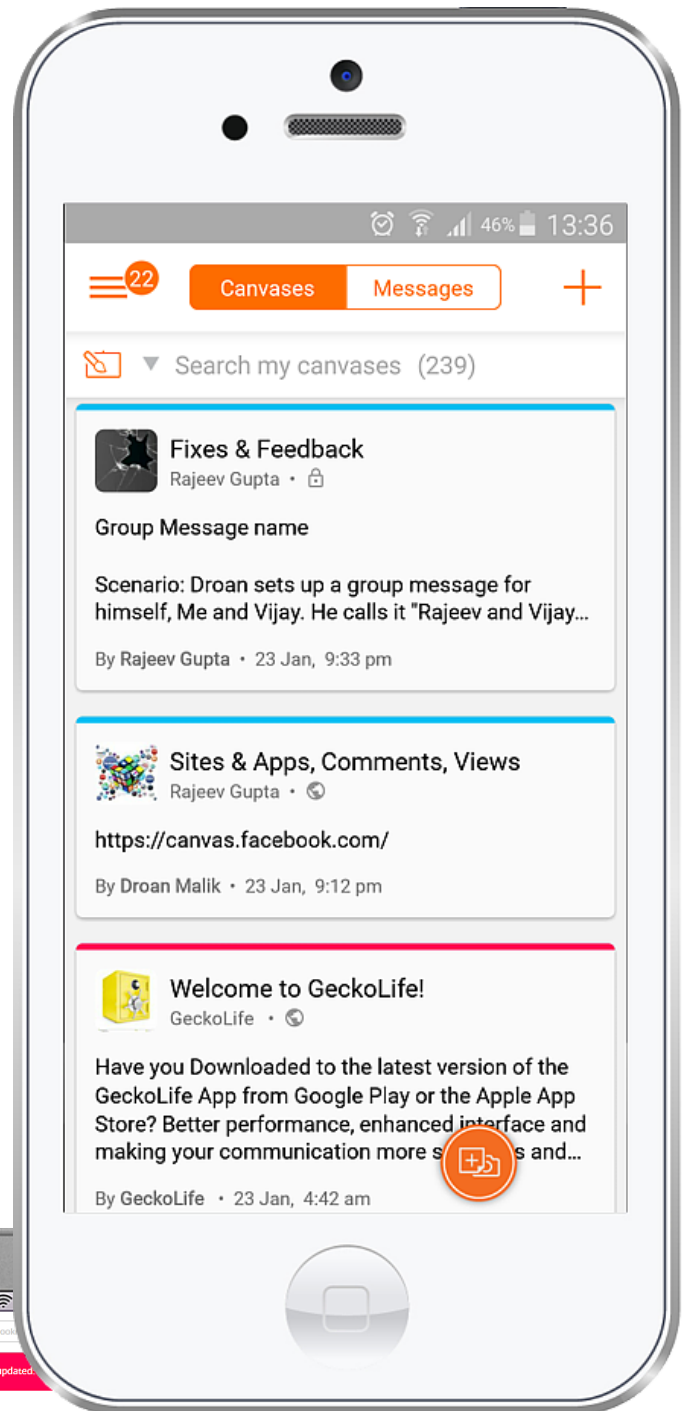 46% 13:36
22 Canvases Messages
Search my canvases (239)
Fixes & Feedback
Rajeev Gupta •
Group Message name
Scenario: Droan sets up a group message for
himself, Me and Vijay. He calls it "Rajeev and Vijay...
By Rajeev Gupta • 23 Jan, 9:33 pm
Sites & Apps, Comments, Views
Rajeev Gupta •
https://canvas.facebook.com/
By Droan Malik • 23 Jan, 9:12 pm
Welcome to GeckoLife!
GeckoLife •
Have you Downloaded to the latest version of the
GeckoLife App from Google Play or the Apple App
Store? Better performance, enhanced interface and
making your communication more and...
By GeckoLife • 23 Jan, 4:42 am
updated.